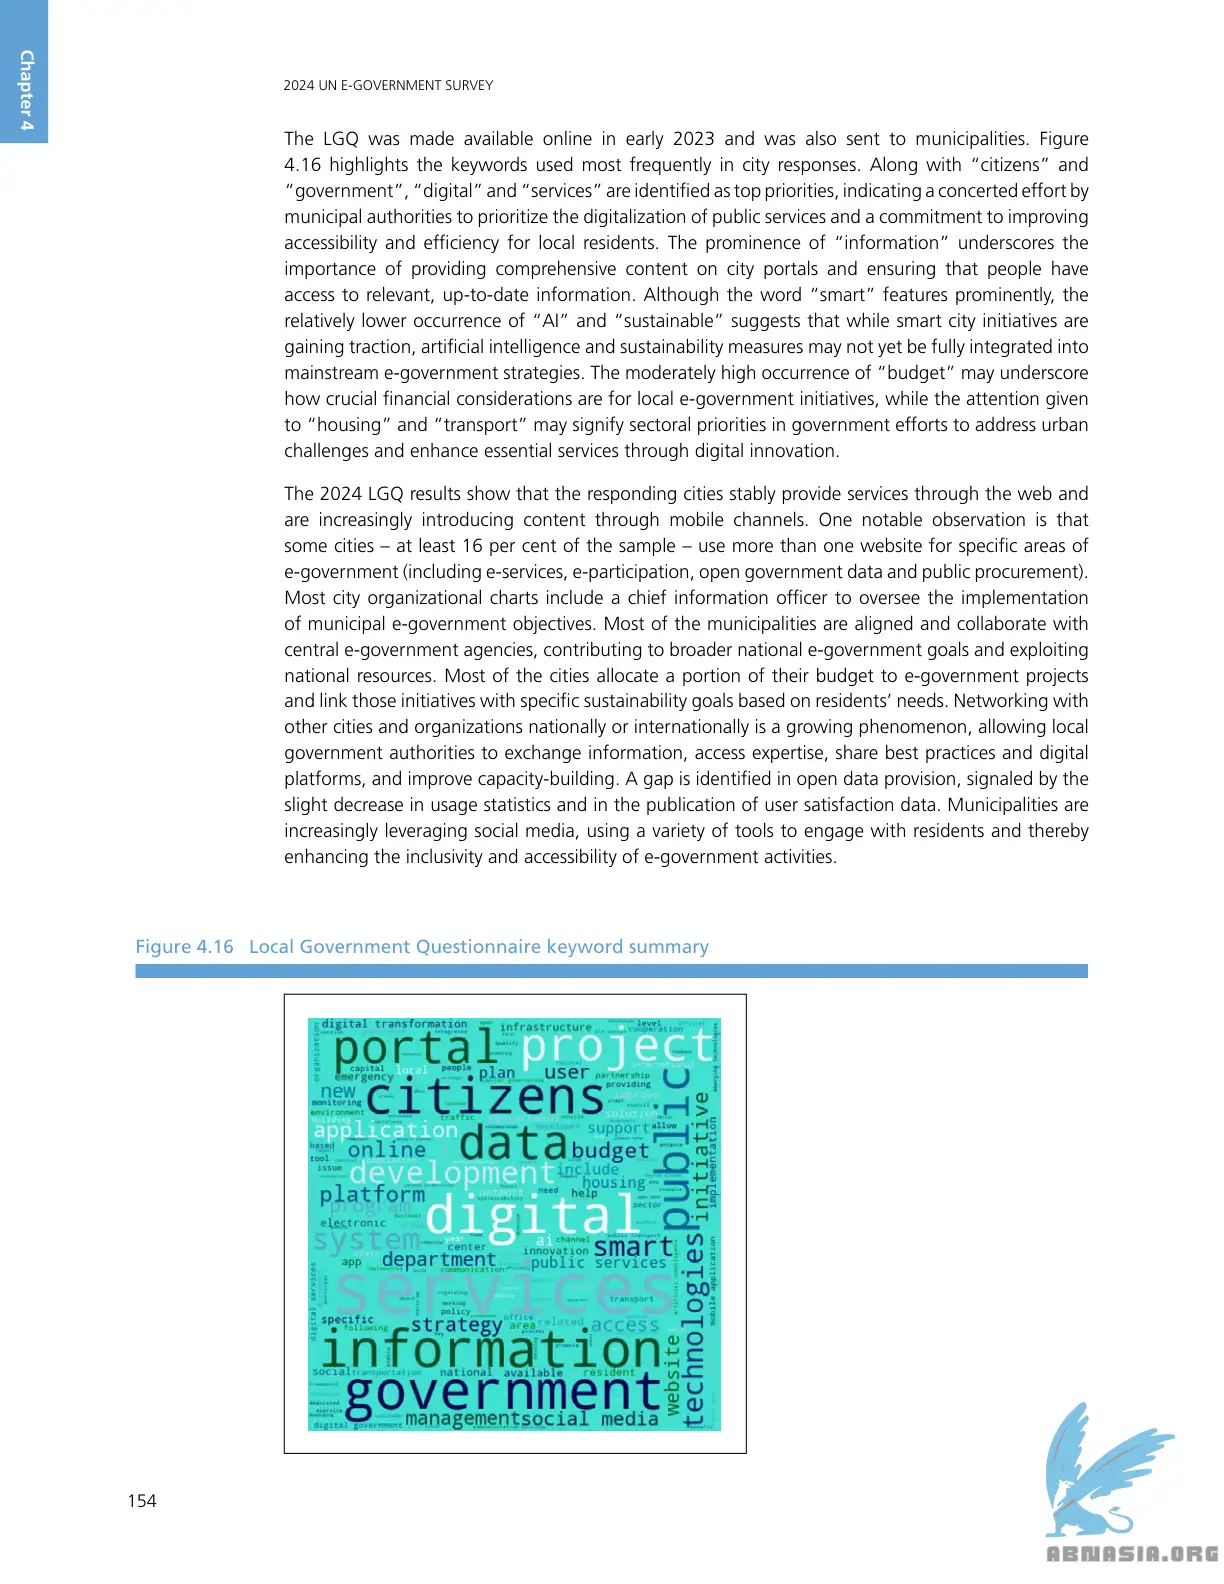 Chapter 4
2024 UN E-GOVERNMENT SURVEY
The LGQ was made available online in early 2023 and was also sent to municipalities. Figure
4.16 highlights the keywords used most frequently in city responses. Along with “citizens” and
“government”, “digital” and “services” are identified as top priorities, indicating a concerted effort by
municipal authorities to prioritize the digitalization of public services and a commitment to improving
accessibility and efficiency for local residents. The prominence of “information” underscores the
importance of providing comprehensive content on city portals and ensuring that people have
access to relevant, up-to-date information. Although the word “smart” features prominently, the
relatively lower occurrence of “AI” and “sustainable” suggests that while smart city initiatives are
gaining traction, artificial intelligence and sustainability measures may not yet be fully integrated into
mainstream e-government strategies. The moderately high occurrence of “budget” may underscore
how crucial financial considerations are for local e-government initiatives, while the attention given
to “housing” and “transport” may signify sectoral priorities in government efforts to address urban
challenges and enhance essential services through digital innovation.
The 2024 LGQ results show that the responding cities stably provide services through the web and
are increasingly introducing content through mobile channels. One notable observation is that
some cities – at least 16 per cent of the sample – use more than one website for specific areas of
e-government (including e-services, e-participation, open government data and public procurement).
Most city organizational charts include a chief information officer to oversee the implementation
of municipal e-government objectives. Most of the municipalities are aligned and collaborate with
central e-government agencies, contributing to broader national e-government goals and exploiting
national resources. Most of the cities allocate a portion of their budget to e-government projects
and link those initiatives with specific sustainability goals based on residents’ needs. Networking with
other cities and organizations nationally or internationally is a growing phenomenon, allowing local
government authorities to exchange information, access expertise, share best practices and digital
platforms, and improve capacity-building. A gap is identified in open data provision, signaled by the
slight decrease in usage statistics and in the publication of user satisfaction data. Municipalities are
increasingly leveraging social media, using a variety of tools to engage with residents and thereby
enhancing the inclusivity and accessibility of e-government activities.
Figure 4.16 Local Government Questionnaire keyword summary
digital transformation
infrastructure
level
cooperation
organization
portal
project
quality
international
capital
local
people
emergency
plan
user
partnership
providing
new
citizens
improve
monitoring
environment
traffic
solution
application
support
allow
public
initiative
implementation
based
online
data
budget
tool
issue
development
include
housing
platform
network
need
help
program
sector
electronic
digital
system
ai
channel
center
innovation
smart
app
department
public services
communication
services
digital services
transport
working
policy
specific
office
following
strategy
area
related
access
technologies
mobile application
information
website
social
transportation
national
available
resident
government
management
social media
digital government
154
ABNASIA.ORG